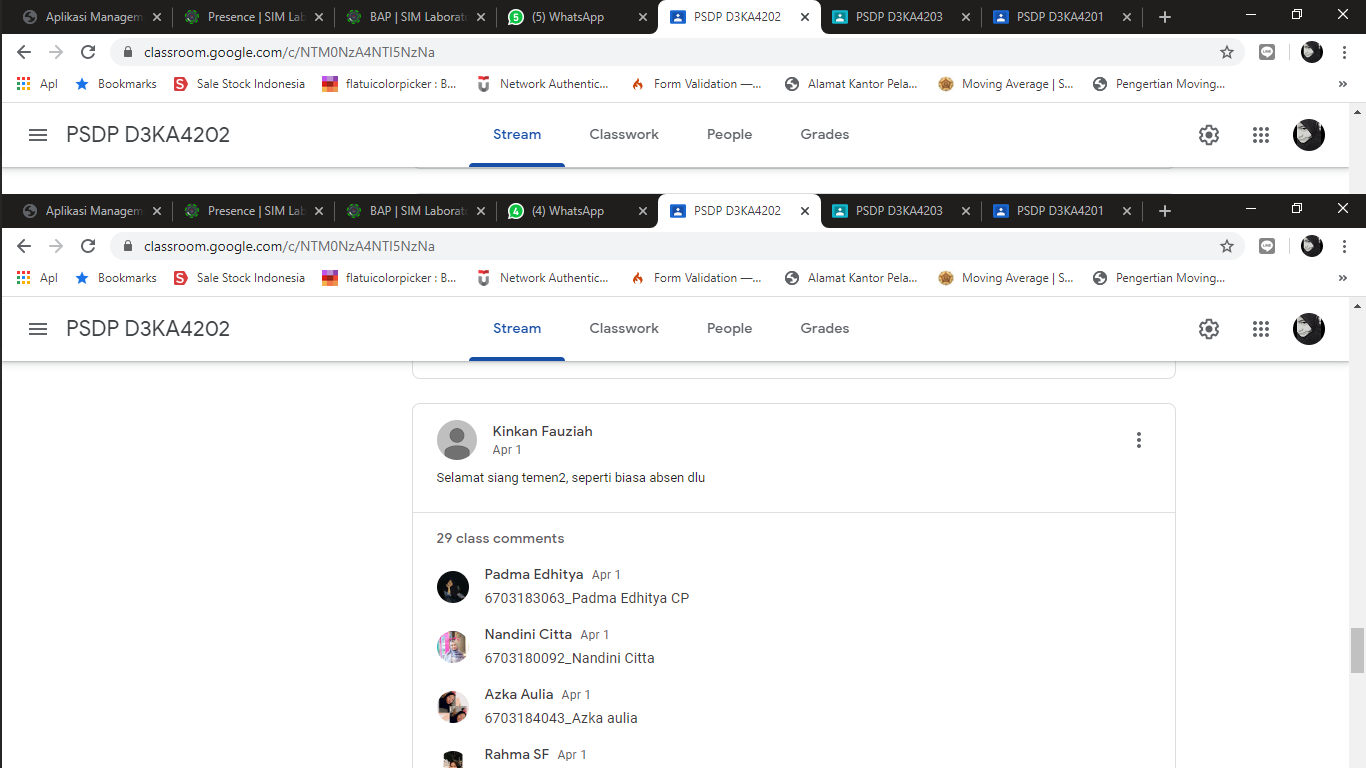 Presence | SIM Lab
BAP | SIM Laborat
5
(5) WhatsApp
PSDP D3KA4202
PSDP D3KA4203
PSDP D3KA4201
classroom.google.com/c/NTM0NzA4NTI5NzNa
Apl
Bookmarks
S
Sale Stock Indonesia
flatuicolorpicker : B...
Network Authentic...
Form Validation —...
Alamat Kantor Pela...
Moving Average | S...
Pengertian Moving...
»
PSDP D3KA4202
Stream
Classwork
People
Grades
Aplikasi Managem
Presence | SIM Lab
BAP | SIM Laborat
4
(4) WhatsApp
PSDP D3KA4202
PSDP D3KA4203
PSDP D3KA4201
classroom.google.com/c/NTM0NzA4NTI5NzNa
Apl
Bookmarks
S
Sale Stock Indonesia
flatuicolorpicker : B...
Network Authentic...
Form Validation —...
Alamat Kantor Pela...
Moving Average | S...
Pengertian Moving...
»
PSDP D3KA4202
Stream
Classwork
People
Grades
Kinkan Fauziah
Apr 1
Selamat siang temen2, seperti biasa absen dlu
29 class comments
Padma Edhitya Apr 1
6703183063_Padma Edhitya CP
Nandini Citta Apr 1
6703180092_Nandini Citta
Azka Aulia Apr 1
6703184043_Azka aulia
Rahma SF Apr 1